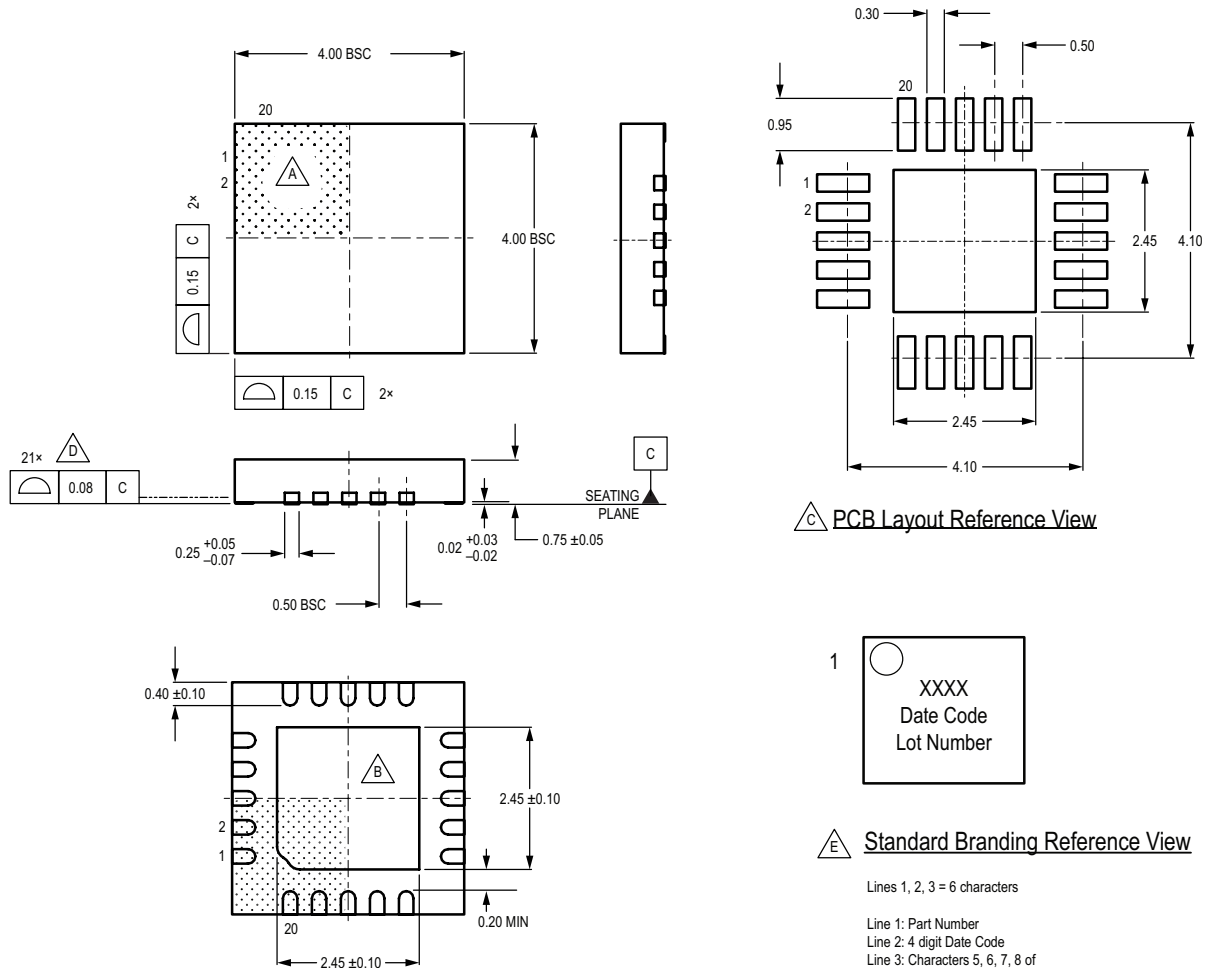 4.00 BSC
20
1
2
A
4.00 BSC
2×
C
0.15
0.15 C 2×
21× D
0.08 C
C
SEATING
PLANE
0.25 +0.05 –0.07
0.02 +0.03 –0.02
0.75 ±0.05
0.50 BSC
0.40 ±0.10
B
2.45 ±0.10
2
1
20
0.20 MIN
2.45 ±0.10
0.30
0.50
20
0.95
1
2
2.45
4.10
2.45
4.10
C PCB Layout Reference View
1
XXXX
Date Code
Lot Number
E Standard Branding Reference View
Lines 1, 2, 3 = 6 characters
Line 1: Part Number
Line 2: 4 digit Date Code
Line 3: Characters 5, 6, 7, 8 of